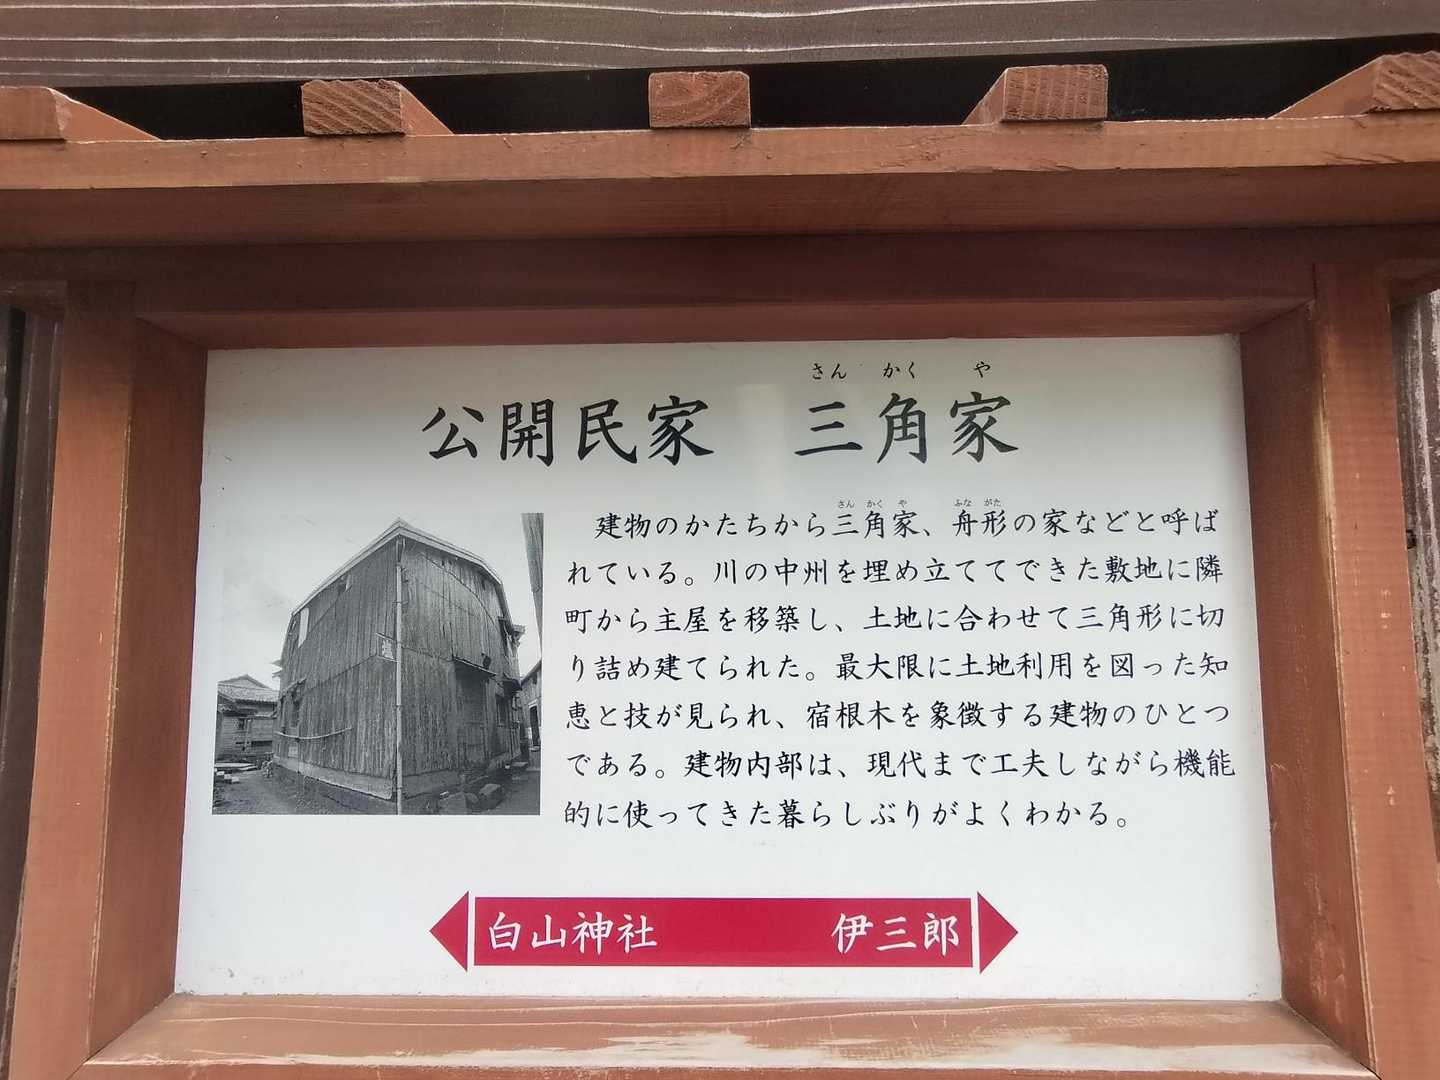 さん かく や
公開民家 三角家
さん かく や ふな がた
建物のかたちから三角家、舟形の家などと呼ば
れている。川の中州を埋め立ててできた敷地に隣
町から主屋を移築し、土地に合わせて三角形に切
り詰め建てられた。最大限に土地利用を図った知
恵と技が見られ、宿根木を象徴する建物のひとつ
である。建物内部は、現代まで工夫しながら機能
的に使ってきた暮らしぶりがよくわかる。
白山神社 伊三郎